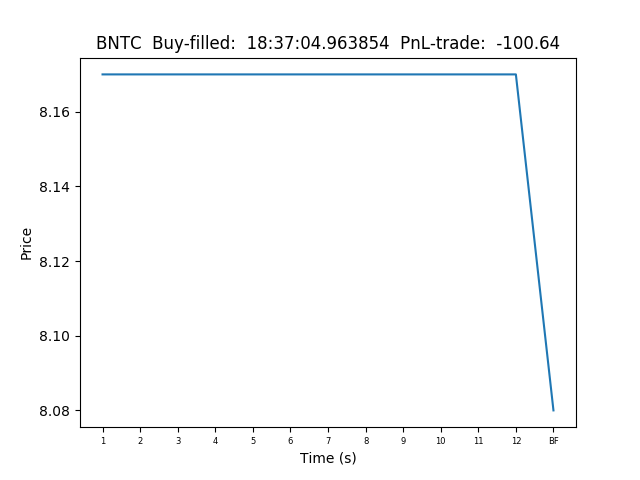 BNTC  Buy-filled:  18:37:04.963854  PnL-trade:  -100.64
Price
8.16
8.14
8.12
8.10
8.08
1 2 3 4 5 6 7 8 9 10 11 12 BF
Time (s)